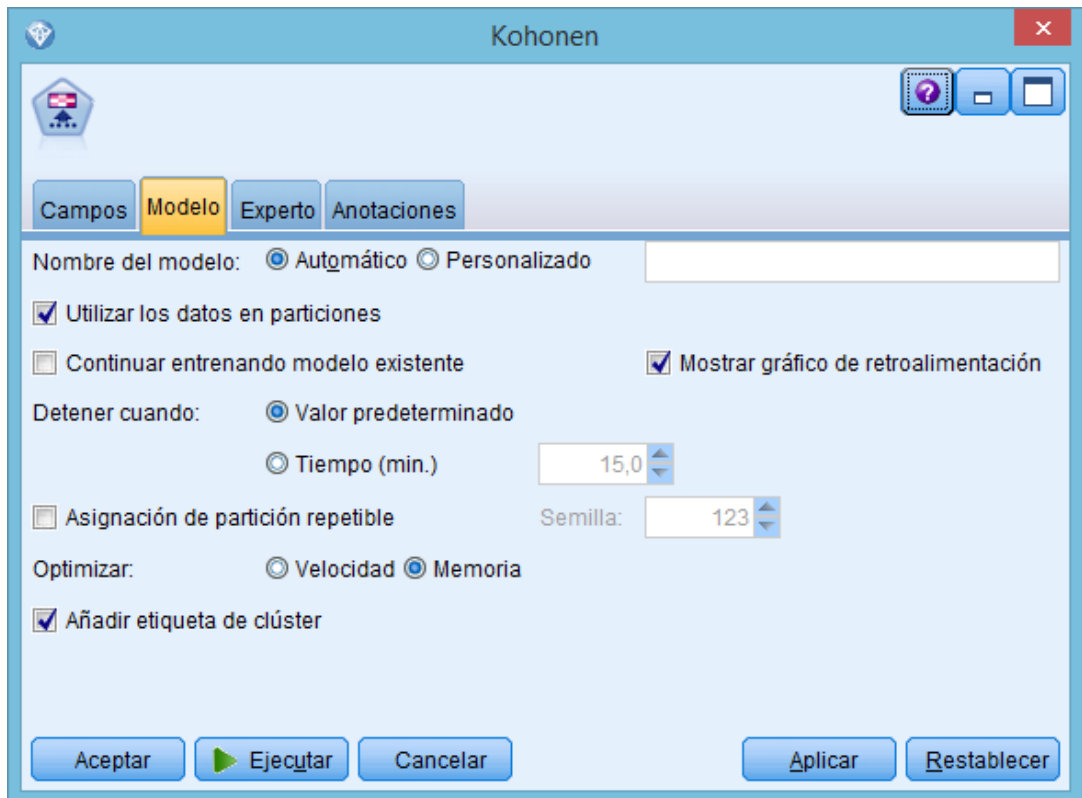 Kohonen
Campos Modelo Experto Anotaciones
Nombre del modelo: Automático Personalizado
Utilizar los datos en particiones
Continuar entrenando modelo existente Mostrar gráfico de retroalimentación
Detener cuando: Valor predeterminado
Tiempo (min.) 15,0
Asignación de partición repetible Semilla: 123
Optimizar: Velocidad Memoria
Añadir etiqueta de clúster
Aceptar Ejecutar Cancelar Aplicar Restablecer